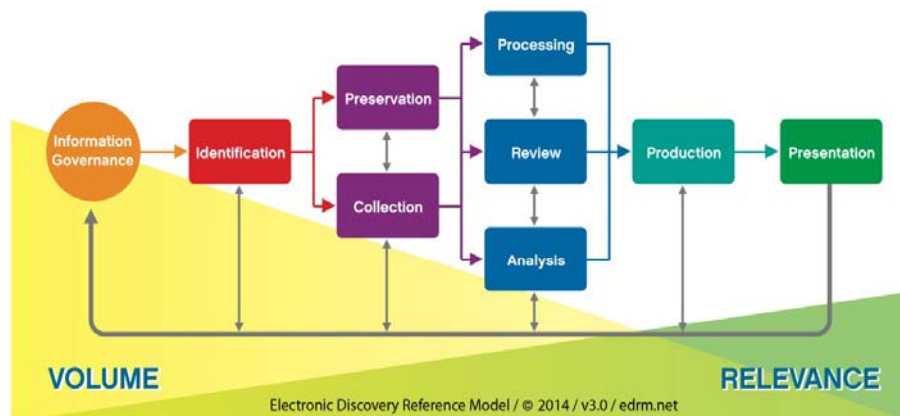 Information
Governance
Identification
Preservation
Collection
Processing
Review
Analysis
Production
Presentation
VOLUME
RELEVANCE
Electronic Discovery Reference Model / © 2014 / v3.0 / edrm.net